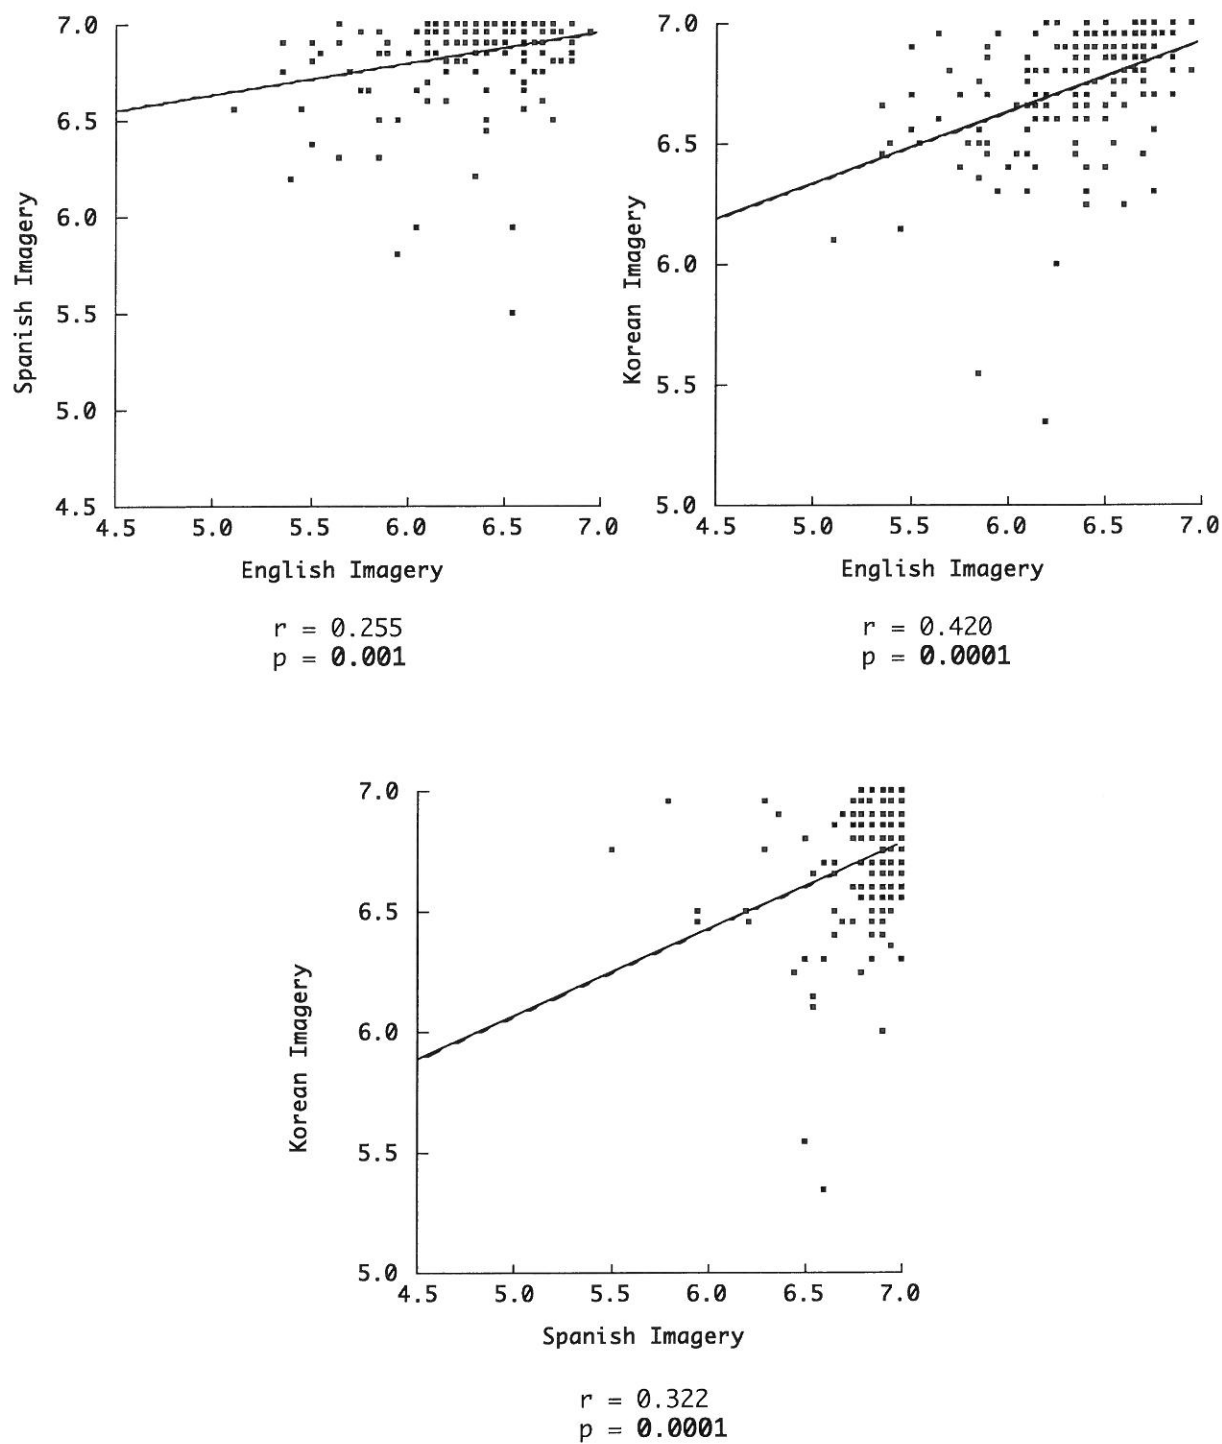 7.0
6.5
6.0
5.5
5.0
4.5
Spanish Imagery
4.5 5.0 5.5 6.0 6.5 7.0
English Imagery
r = 0.255
p = 0.001
7.0
6.5
6.0
5.5
5.0
Korean Imagery
4.5 5.0 5.5 6.0 6.5 7.0
English Imagery
r = 0.420
p = 0.0001
7.0
6.5
6.0
5.5
5.0
Korean Imagery
4.5 5.0 5.5 6.0 6.5 7.0
Spanish Imagery
r = 0.322
p = 0.0001